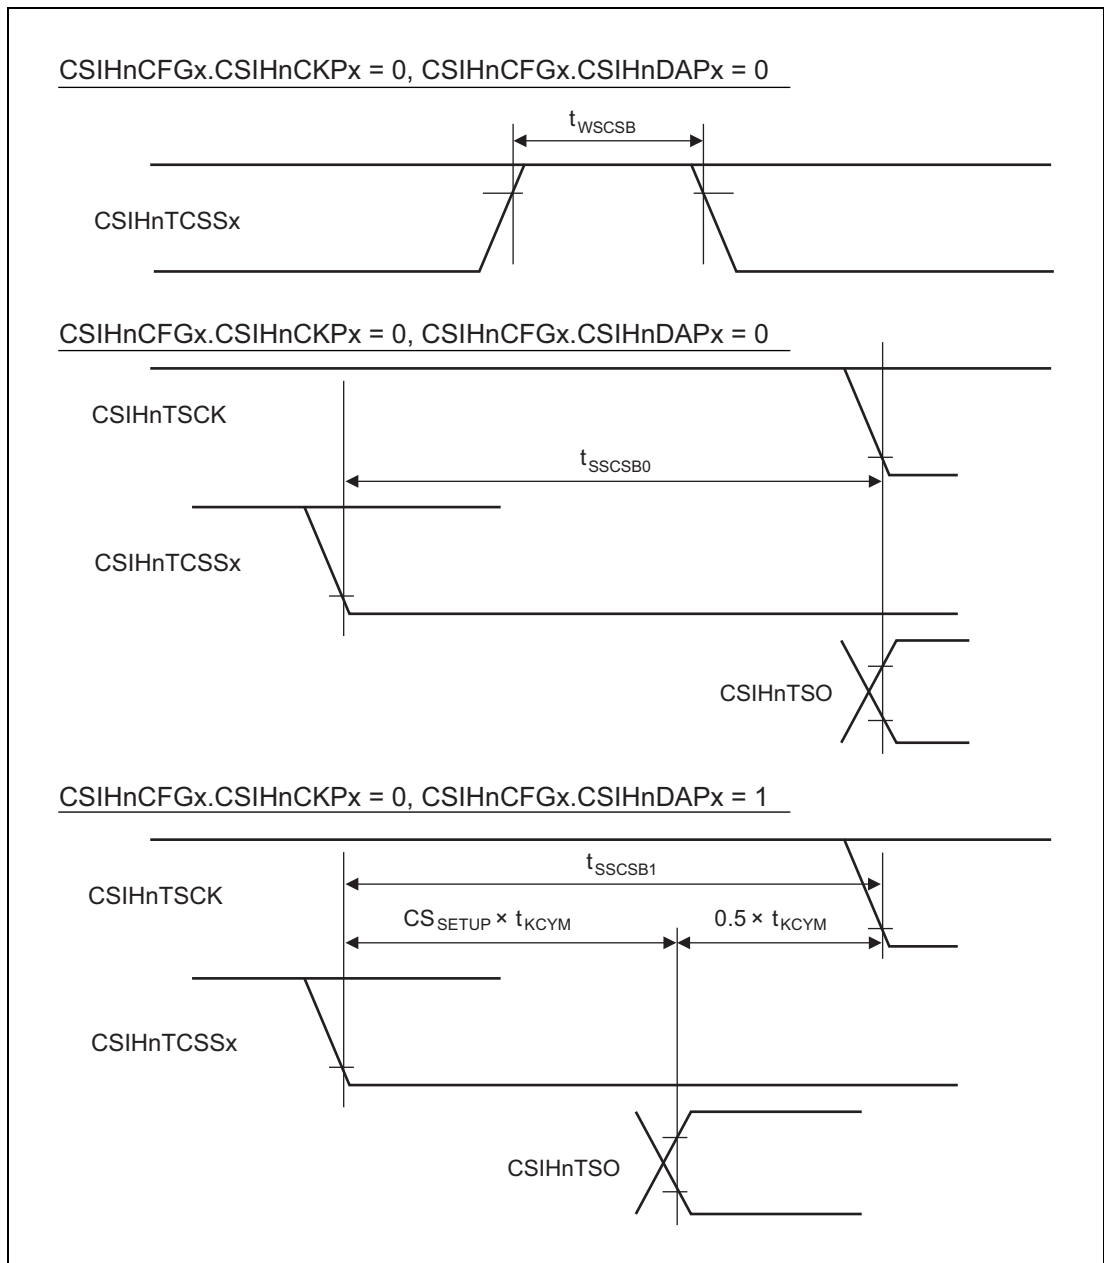 CSIHnCFGx.CSIHnCKPx = 0, CSIHnCFGx.CSIHnDAPx = 0
tWSCSB
CSIHnTCSSx
CSIHnCFGx.CSIHnCKPx = 0, CSIHnCFGx.CSIHnDAPx = 0
CSIHnTSCK
tSSCSB0
CSIHnTCSSx
CSIHnTSO
CSIHnCFGx.CSIHnCKPx = 0, CSIHnCFGx.CSIHnDAPx = 1
tSSCSB1
CSIHnTSCK
CSSETUP × tKCYM
0.5 × tKCYM
CSIHnTCSSx
CSIHnTSO